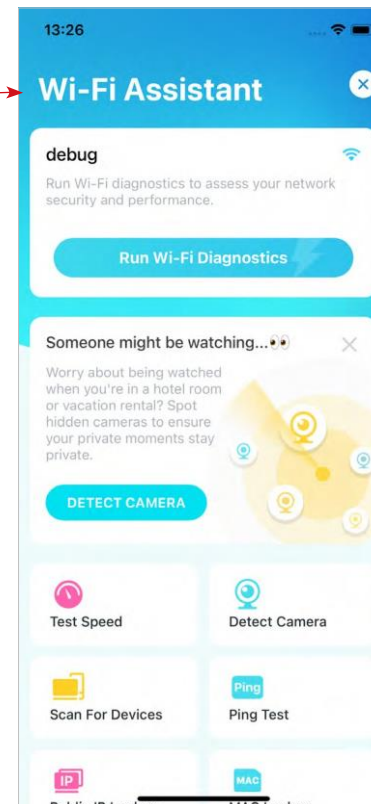 13:26
Wi-Fi Assistant
debug
Run Wi-Fi diagnostics to assess your network
security and performance.
Run Wi-Fi Diagnostics
Someone might be watching...👀
Worry about being watched
when you're in a hotel room
or vacation rental? Spot
hidden cameras to ensure
your private moments stay
private.
DETECT CAMERA
Test Speed
Detect Camera
Scan For Devices
Ping
Ping Test
IP
MAC